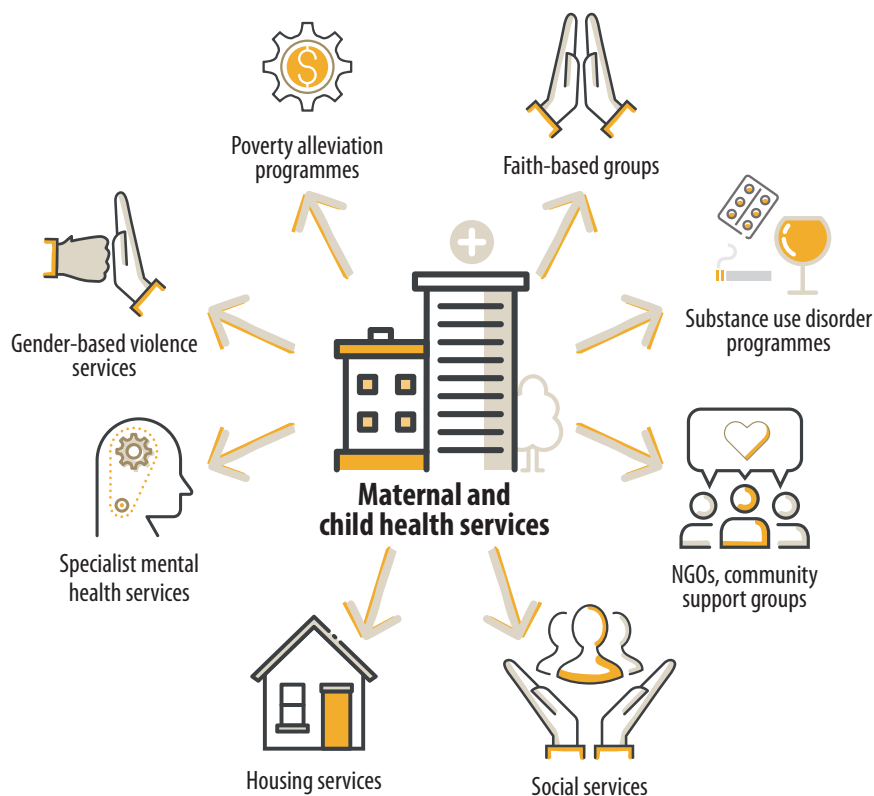 Poverty alleviation
programmes
Faith-based groups
Gender-based violence
services
Substance use disorder
programmes
Maternal and
child health services
Specialist mental
health services
NGOs, community
support groups
Housing services
Social services